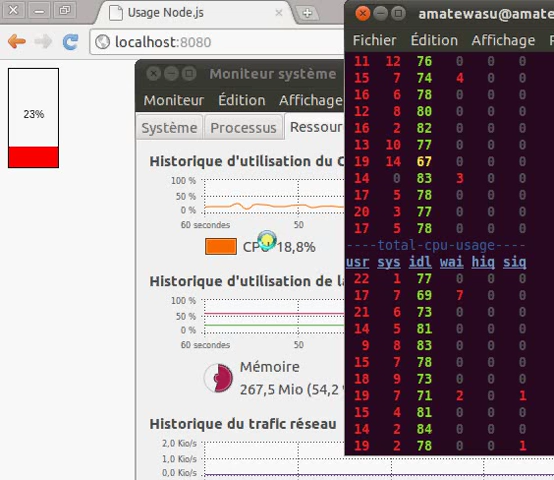 Usage Node.js
localhost:8080
23%
Moniteur système
Moniteur Édition Affichage
Système Processus Ressour
Historique d'utilisation du C
100 %
50 %
0 %
60 secondes 50
CPU 18,8%
Historique d'utilisation de la
100 %
50 %
0 %
60 secondes 50
Mémoire
267,5 Mio (54,2
Historique du trafic réseau
2,0 Kio/s
1,0 Kio/s
0,0 Kio/s
amatewasu@amate
Fichier Édition Affichage
11 12 76 0 0 0
15 7 74 4 0 0
16 6 78 0 0 0
12 8 80 0 0 0
16 2 82 0 0 0
13 10 77 0 0 0
19 14 67 0 0 0
14 0 83 3 0 0
17 5 78 0 0 0
20 3 77 0 0 0
17 5 78 0 0 0
----total-cpu-usage----
usr sys idl wai hiq siq
22 1 77 0 0 0
17 7 69 7 0 0
21 6 73 0 0 0
14 5 81 0 0 0
9 8 83 0 0 0
15 7 78 0 0 0
18 9 73 0 0 0
19 7 71 2 0 1
15 4 81 0 0 0
14 2 84 0 0 0
19 2 78 0 0 1